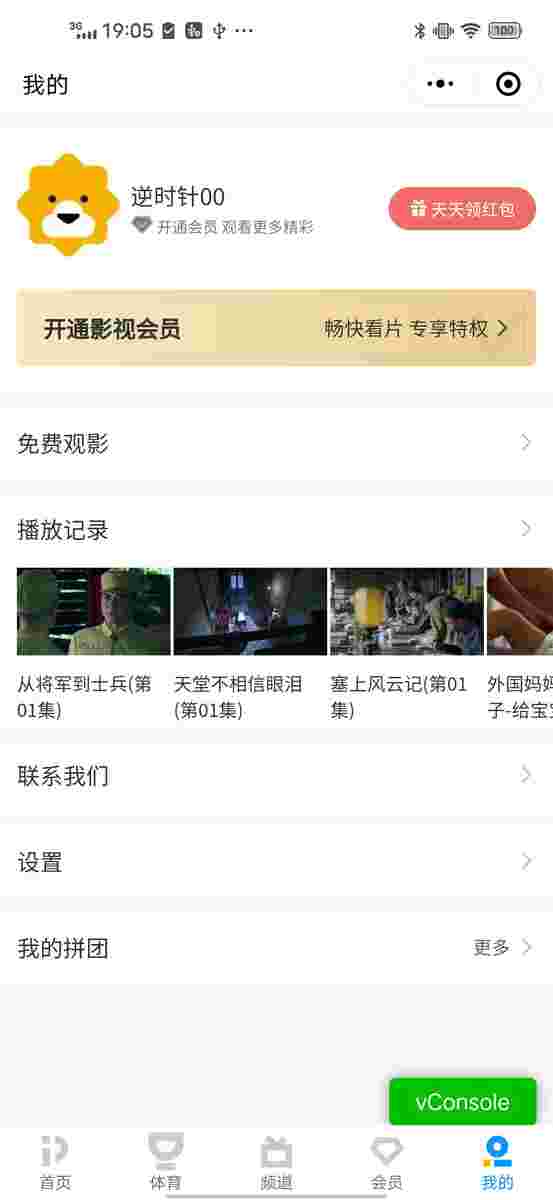 3G 19:05 100
我的
逆时针00
开通会员 观看更多精彩
天天领红包
开通影视会员
畅快看片 专享特权
免费观影
播放记录
从将军到士兵(第01集)
天堂不相信眼泪(第01集)
塞上风云记(第01集)
外国妈妈
子-给宝宝
联系我们
设置
我的拼团
更多
vConsole
首页
体育
频道
会员
我的